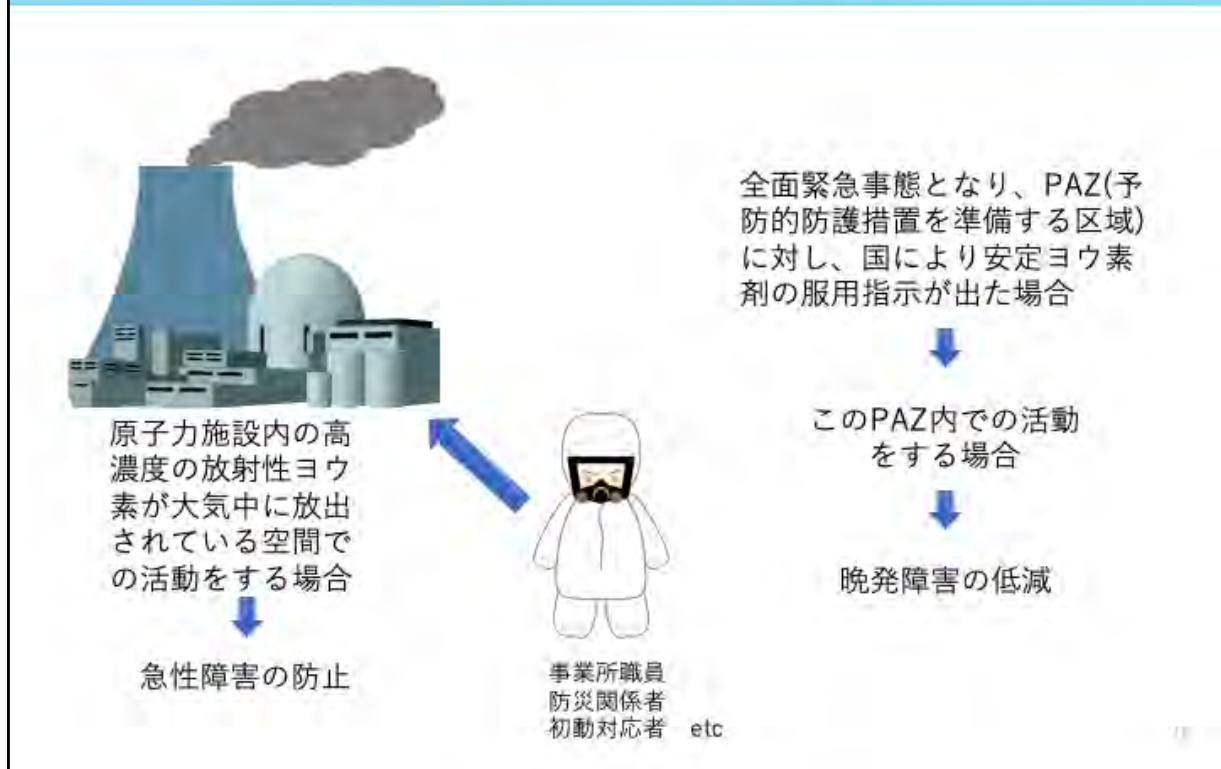 原子力施設内の高
濃度の放射性ヨウ
素が大気中に放出
されている空間で
の活動をする場合
急性障害の防止
事業所職員
防災関係者
初動対応者 etc
全面緊急事態となり、PAZ(予
防的防護措置を準備する区域)
に対し、国により安定ヨウ素
剤の服用指示が出た場合
このPAZ内での活動
をする場合
晩発障害の低減